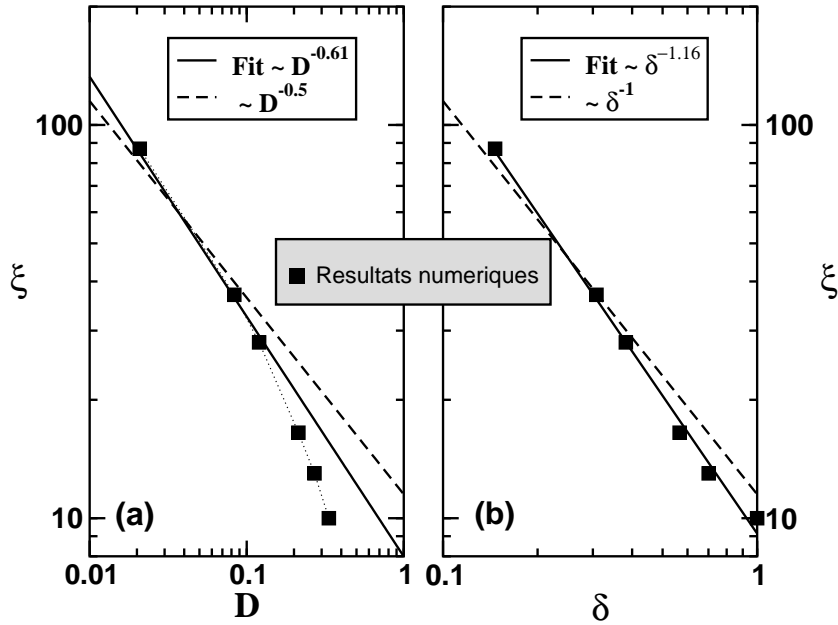 Fit ~ D^-0.61
~ D^-0.5
Fit ~ δ^−1.16
~ δ^-1
100
100
ξ
ξ
Resultats numeriques
10
(a)
(b)
10
0.01
0.1
1
0.1
1
D
δ